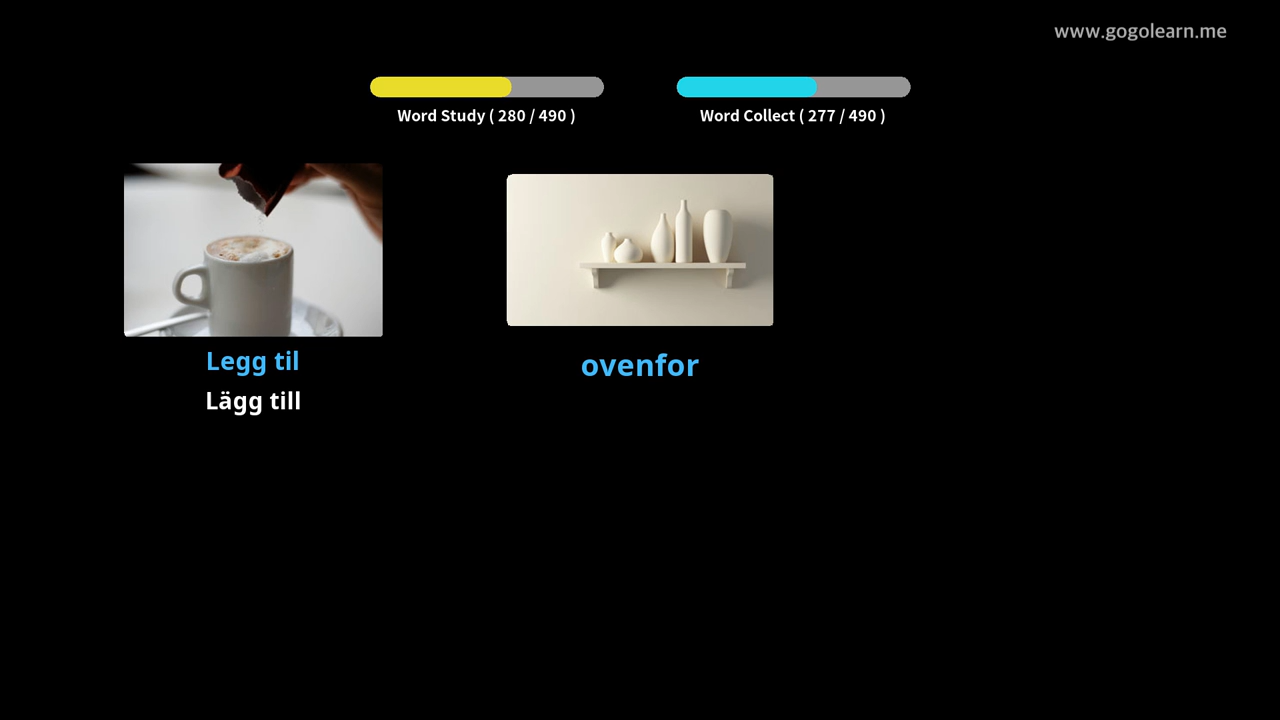 www.gogolearn.me
Word Study ( 280 / 490 )
Word Collect ( 277 / 490 )
Legg til
Lägg till
ovenfor